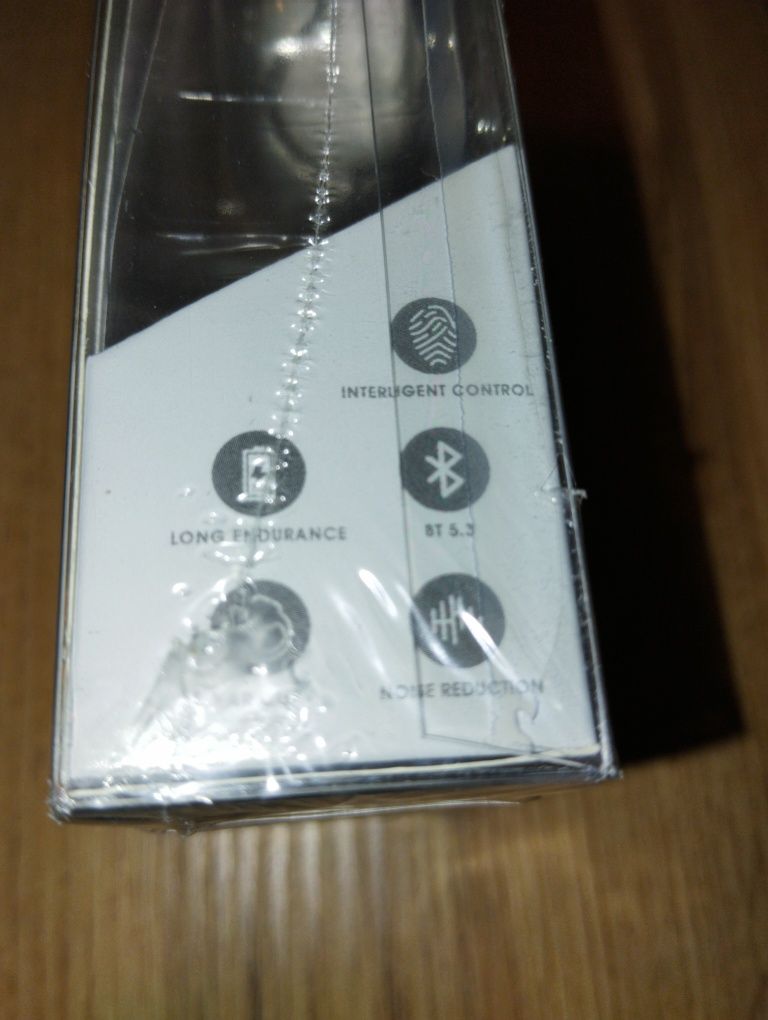 INTERLIGENT CONTROL
LONG ENDURANCE
BT 5.3
NOISE REDUCTION